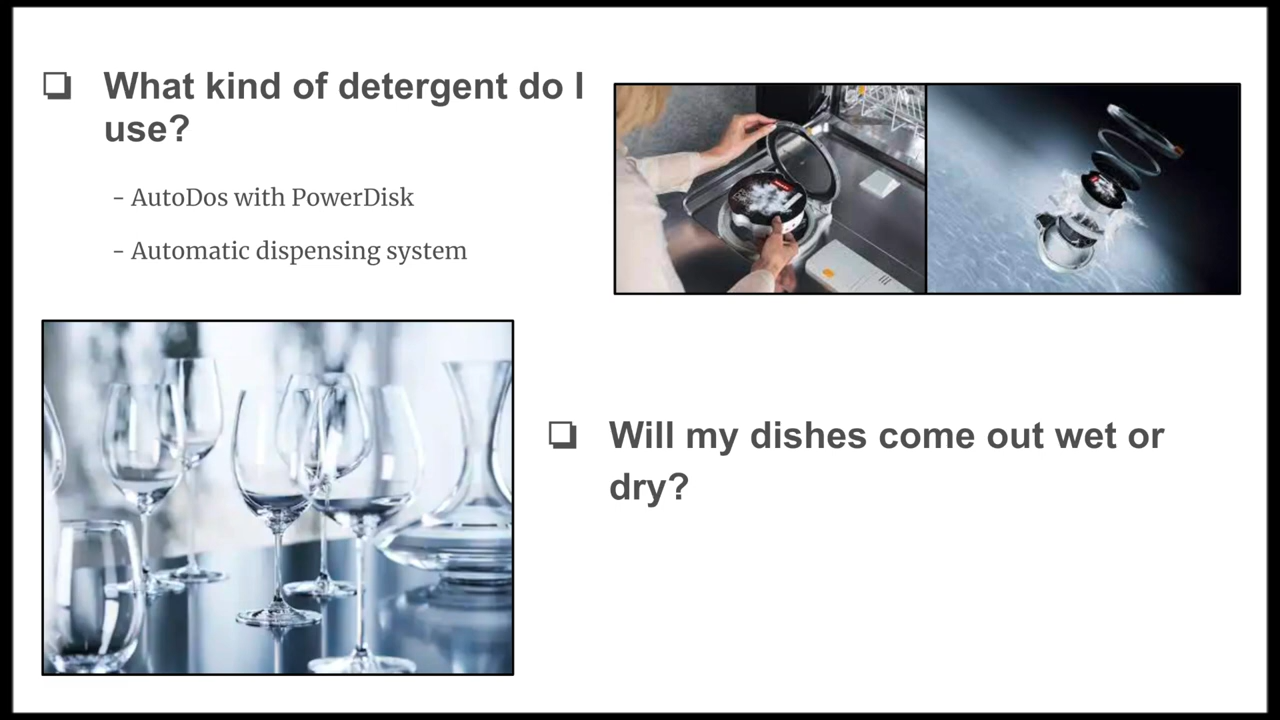 ❏ What kind of detergent do I
use?
- AutoDos with PowerDisk
- Automatic dispensing system
❏ Will my dishes come out wet or
dry?